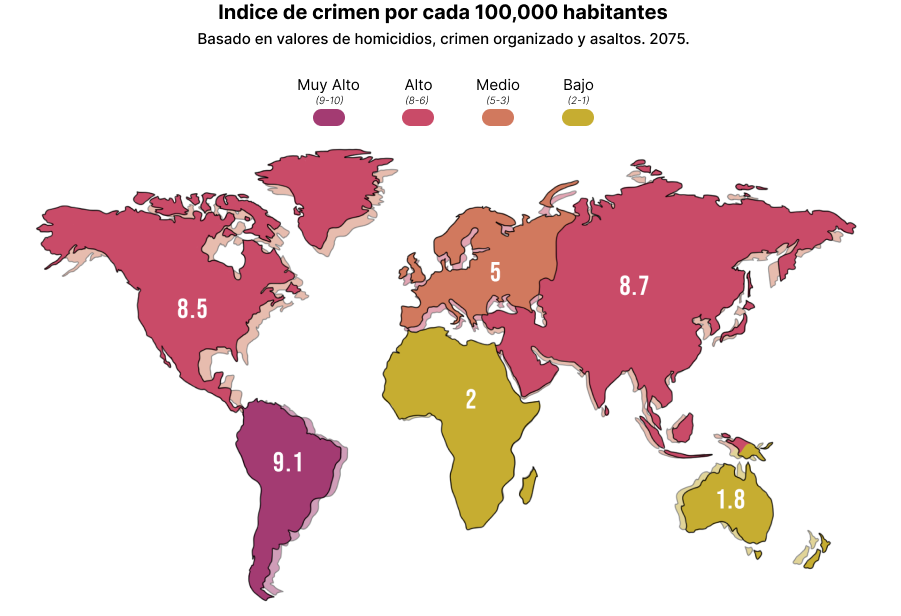 Indice de crimen por cada 100,000 habitantes
Basado en valores de homicidios, crimen organizado y asaltos. 2075.
Muy Alto Alto Medio Bajo
(9-10) (8-6) (5-3) (2-1)
5
8.7
8.5
2
9.1
1.8